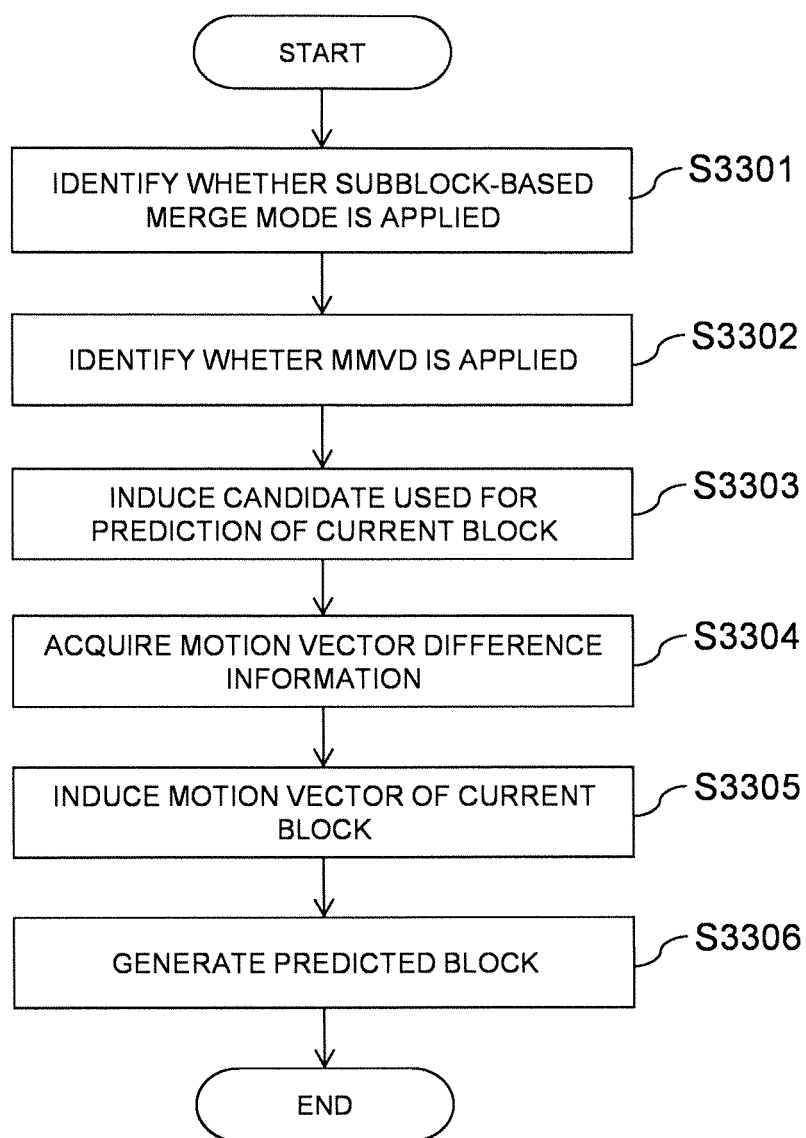 START
IDENTIFY WHETHER SUBBLOCK-BASED
MERGE MODE IS APPLIED
S3301
IDENTIFY WHETER MMVD IS APPLIED
S3302
INDUCE CANDIDATE USED FOR
PREDICTION OF CURRENT BLOCK
S3303
ACQUIRE MOTION VECTOR DIFFERENCE
INFORMATION
S3304
INDUCE MOTION VECTOR OF CURRENT
BLOCK
S3305
GENERATE PREDICTED BLOCK
S3306
END